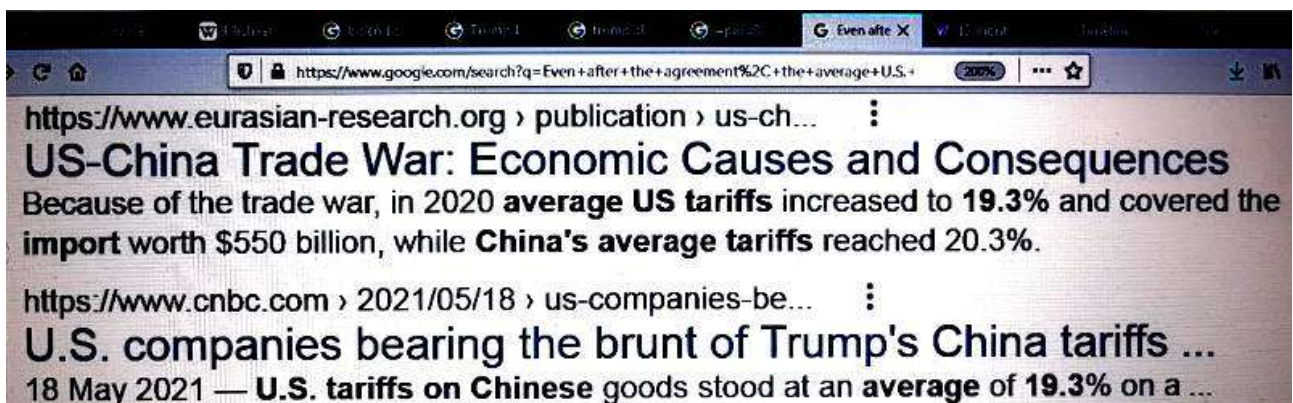 Even afte
https://www.google.com/search?q=Even+after+the+agreement%2C+the+average+U.S.+ 200%
https://www.eurasian-research.org › publication › us-ch...
US-China Trade War: Economic Causes and Consequences
Because of the trade war, in 2020 average US tariffs increased to 19.3% and covered the
import worth $550 billion, while China's average tariffs reached 20.3%.
https://www.cnbc.com › 2021/05/18 › us-companies-be...
U.S. companies bearing the brunt of Trump's China tariffs ...
18 May 2021 — U.S. tariffs on Chinese goods stood at an average of 19.3% on a ...